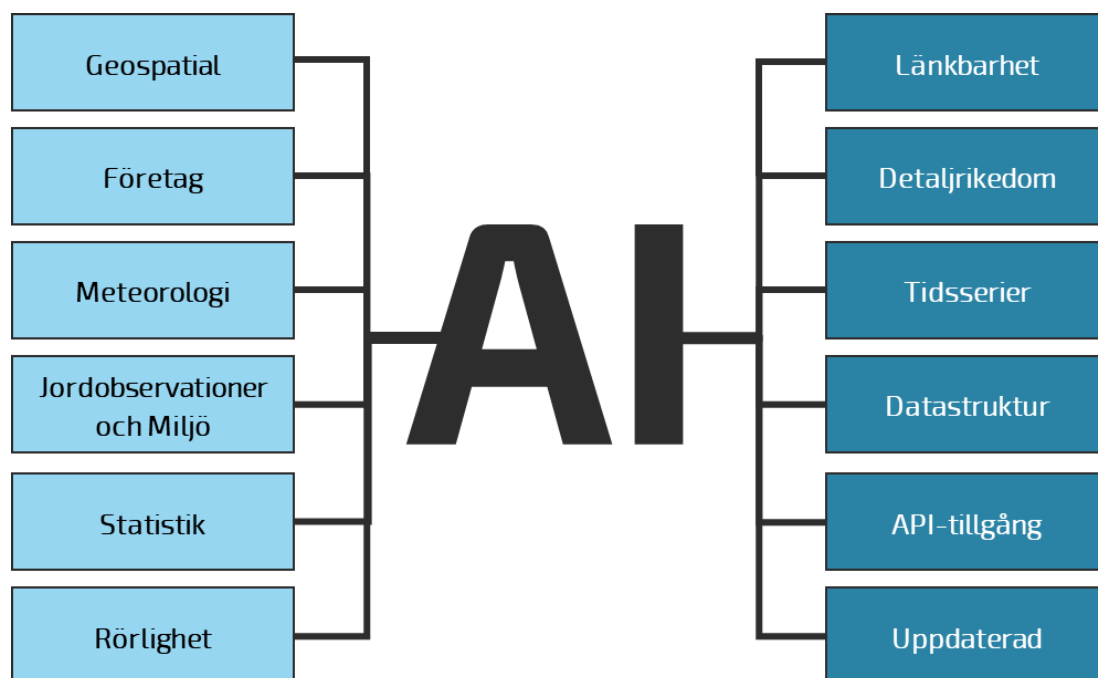 Geospatial
Företag
Meteorologi
Jordobservationer
och Miljö
Statistik
Rörlighet
AI
Länkbarhet
Detaljrikedom
Tidsserier
Datastruktur
API-tillgång
Uppdaterad